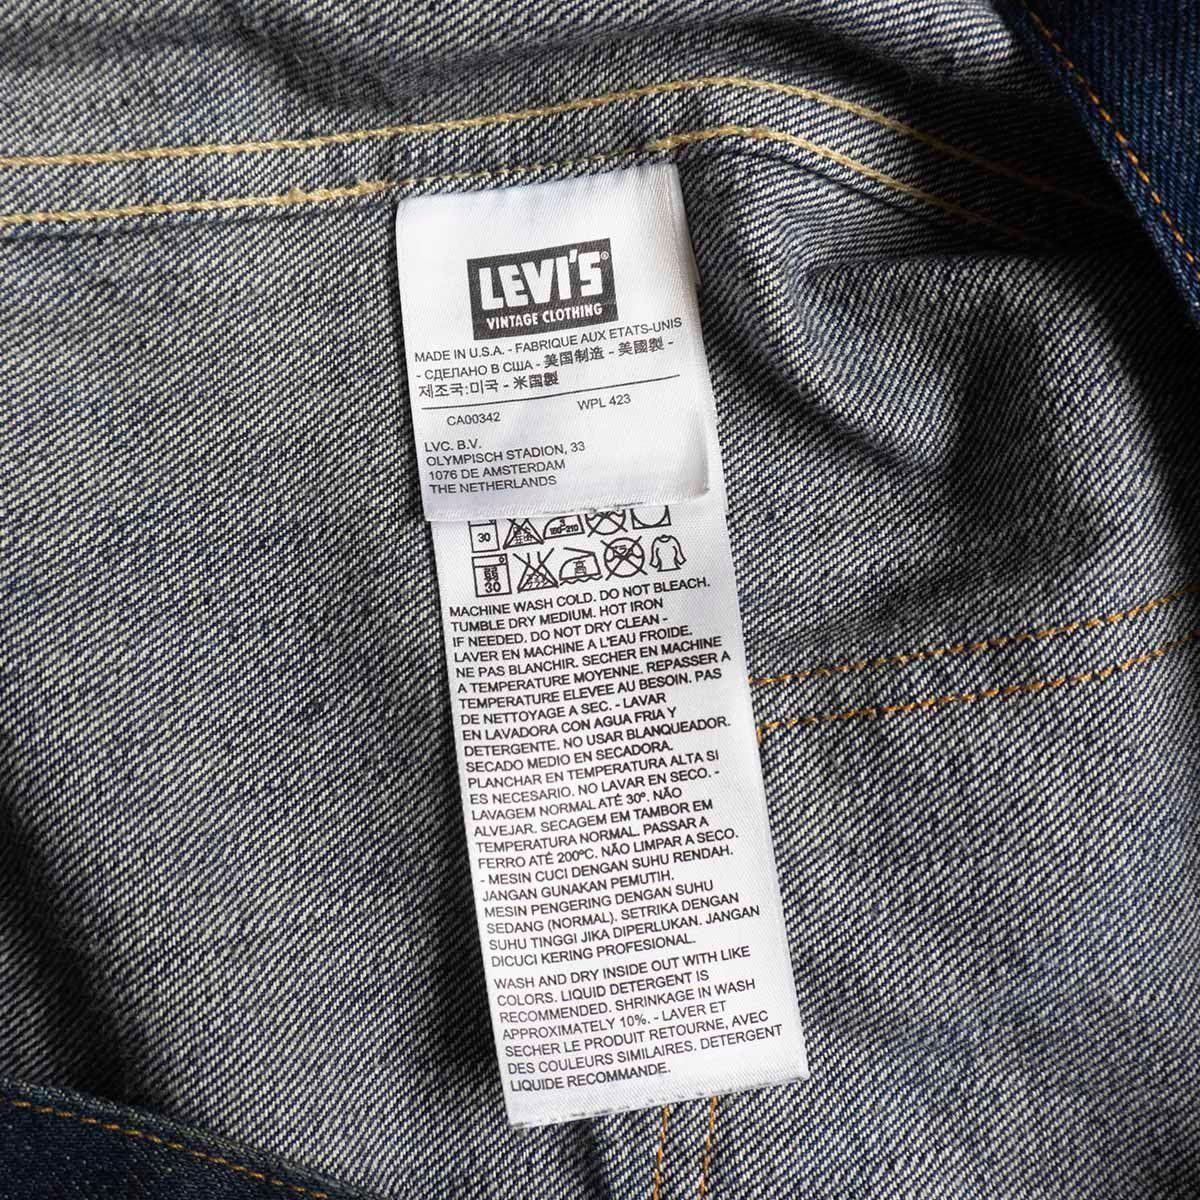 LEVI'S®
VINTAGE CLOTHING
MADE IN U.S.A. - FABRIQUE AUX ETATS-UNIS
- СДЕЛАНО В США - 美国制造 - 美國製 -
제조국:미국 - 米国製
CA00342 WPL 423
LVC. B.V.
OLYMPISCH STADION, 33
1076 DE AMSTERDAM
THE NETHERLANDS
30
30 高
MACHINE WASH COLD. DO NOT BLEACH.
TUMBLE DRY MEDIUM. HOT IRON
IF NEEDED. DO NOT DRY CLEAN -
LAVER EN MACHINE A L'EAU FROIDE.
NE PAS BLANCHIR. SECHER EN MACHINE
A TEMPERATURE MOYENNE. REPASSER A
TEMPERATURE ELEVEE AU BESOIN. PAS
DE NETTOYAGE A SEC. - LAVAR
EN LAVADORA CON AGUA FRIA Y
DETERGENTE. NO USAR BLANQUEADOR.
SECADO MEDIO EN SECADORA.
PLANCHAR EN TEMPERATURA ALTA SI
ES NECESARIO. NO LAVAR EN SECO. -
LAVAGEM NORMAL ATÉ 30º. NÃO
ALVEJAR. SECAGEM EM TAMBOR EM
TEMPERATURA NORMAL. PASSAR A
FERRO ATÉ 200ºC. NÃO LIMPAR A SECO.
- MESIN CUCI DENGAN SUHU RENDAH.
JANGAN GUNAKAN PEMUTIH.
MESIN PENGERING DENGAN SUHU
SEDANG (NORMAL). SETRIKA DENGAN
SUHU TINGGI JIKA DIPERLUKAN. JANGAN
DICUCI KERING PROFESIONAL.
WASH AND DRY INSIDE OUT WITH LIKE
COLORS. LIQUID DETERGENT IS
RECOMMENDED. SHRINKAGE IN WASH
APPROXIMATELY 10%. - LAVER ET
SECHER LE PRODUIT RETOURNE, AVEC
DES COULEURS SIMILAIRES. DETERGENT
LIQUIDE RECOMMANDE.